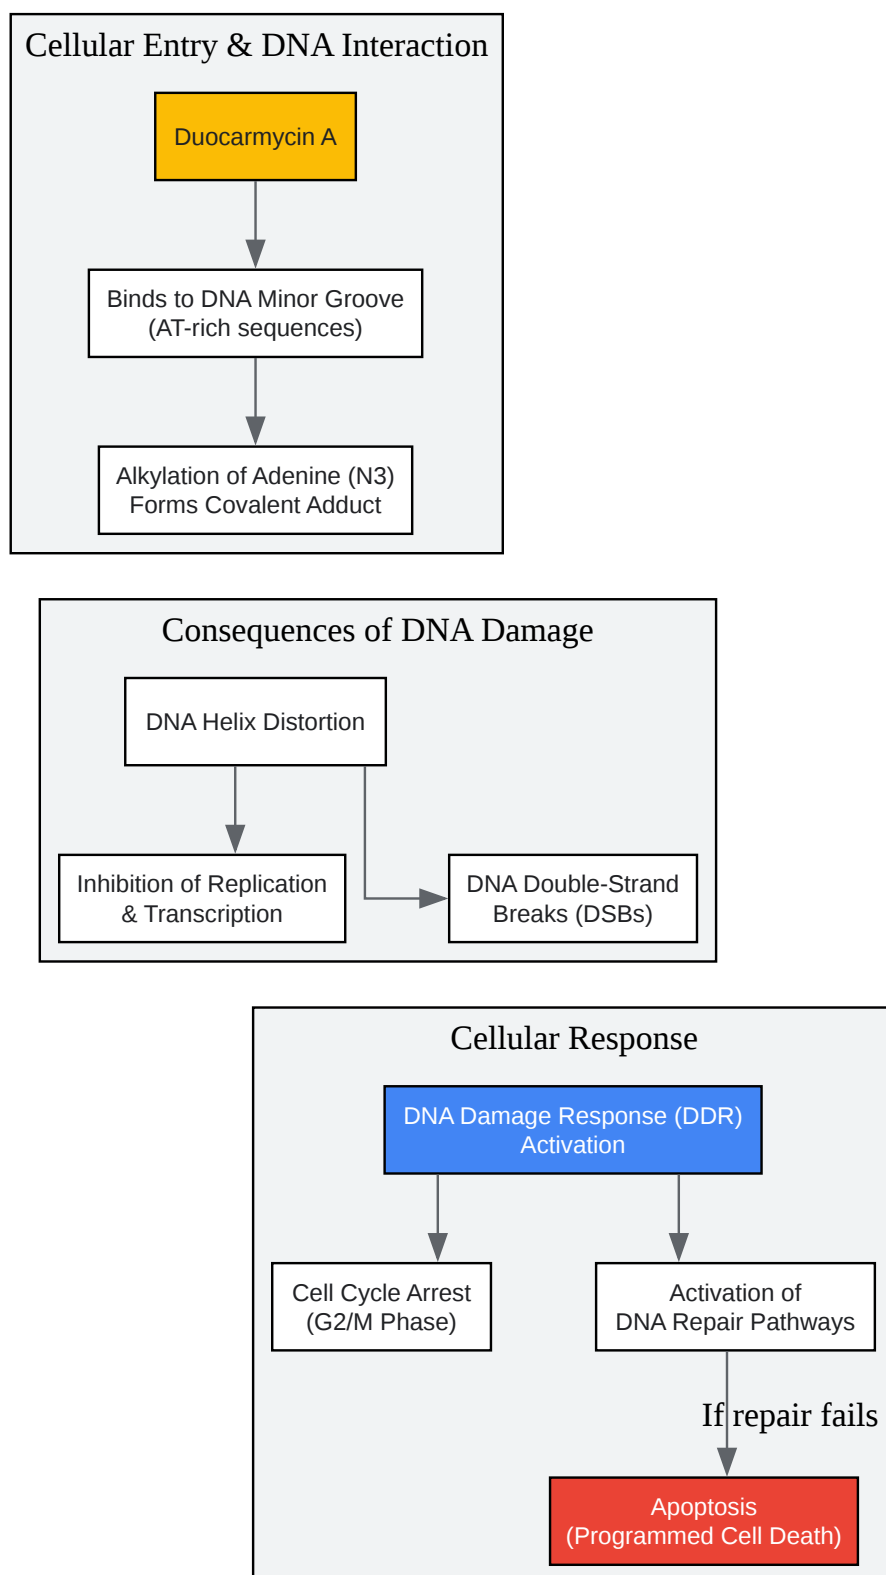 Cellular Entry & DNA Interaction
Duocarmycin A
Binds to DNA Minor Groove
(AT-rich sequences)
Alkylation of Adenine (N3)
Forms Covalent Adduct
Consequences of DNA Damage
DNA Helix Distortion
Inhibition of Replication
& Transcription
DNA Double-Strand
Breaks (DSBs)
Cellular Response
DNA Damage Response (DDR)
Activation
Cell Cycle Arrest
(G2/M Phase)
Activation of
DNA Repair Pathways
If repair fails
Apoptosis
(Programmed Cell Death)